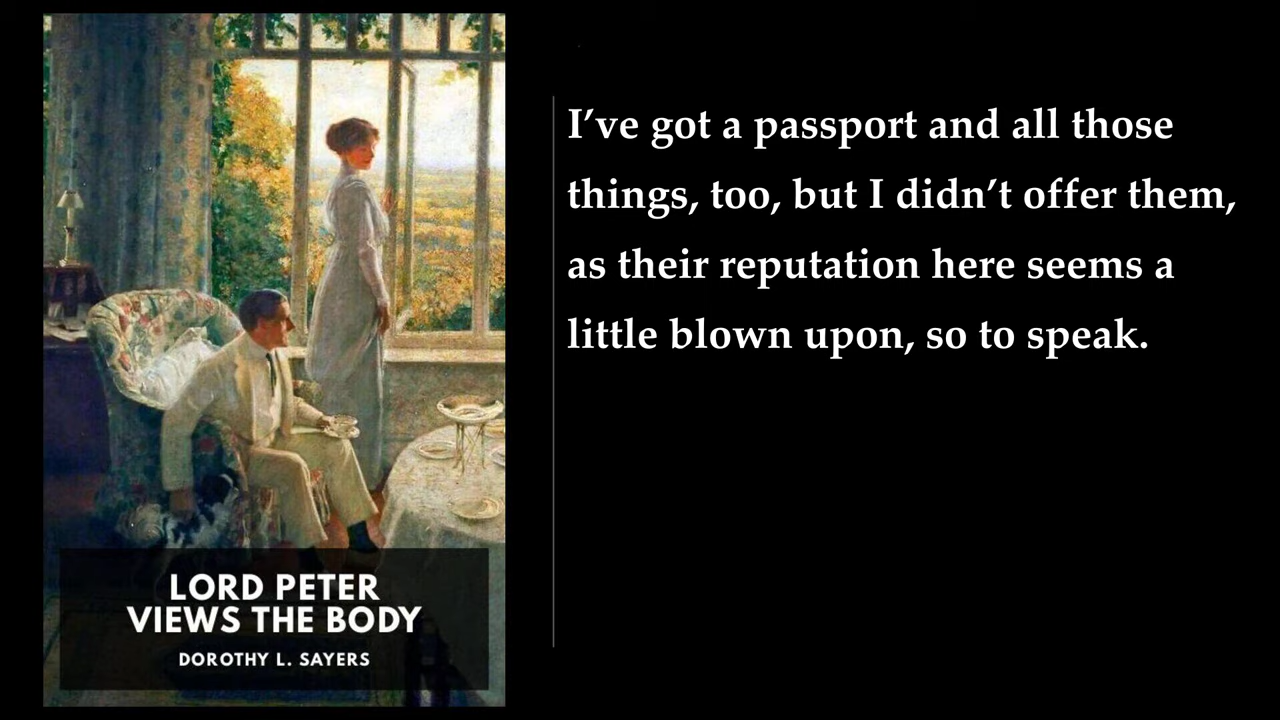 I’ve got a passport and all those
things, too, but I didn’t offer them,
as their reputation here seems a
little blown upon, so to speak.
LORD PETER
VIEWS THE BODY
DOROTHY L. SAYERS